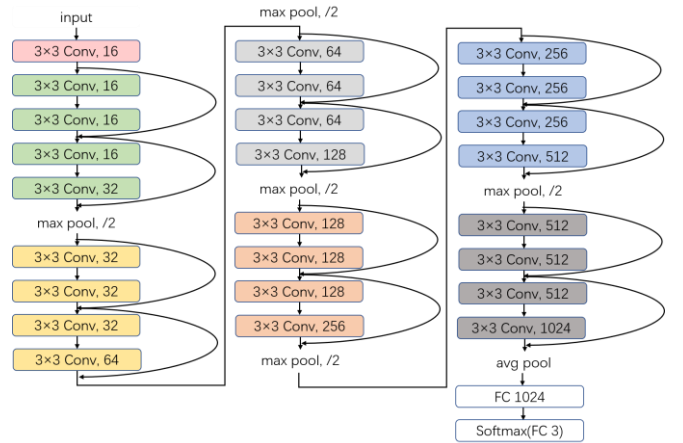 input
3×3 Conv, 16
3×3 Conv, 16
3×3 Conv, 16
3×3 Conv, 16
3×3 Conv, 32
max pool, /2
3×3 Conv, 32
3×3 Conv, 32
3×3 Conv, 32
3×3 Conv, 64
max pool, /2
3×3 Conv, 64
3×3 Conv, 64
3×3 Conv, 64
3×3 Conv, 128
max pool, /2
3×3 Conv, 128
3×3 Conv, 128
3×3 Conv, 128
3×3 Conv, 256
max pool, /2
3×3 Conv, 256
3×3 Conv, 256
3×3 Conv, 256
3×3 Conv, 512
max pool, /2
3×3 Conv, 512
3×3 Conv, 512
3×3 Conv, 512
3×3 Conv, 1024
avg pool
FC 1024
Softmax(FC 3)